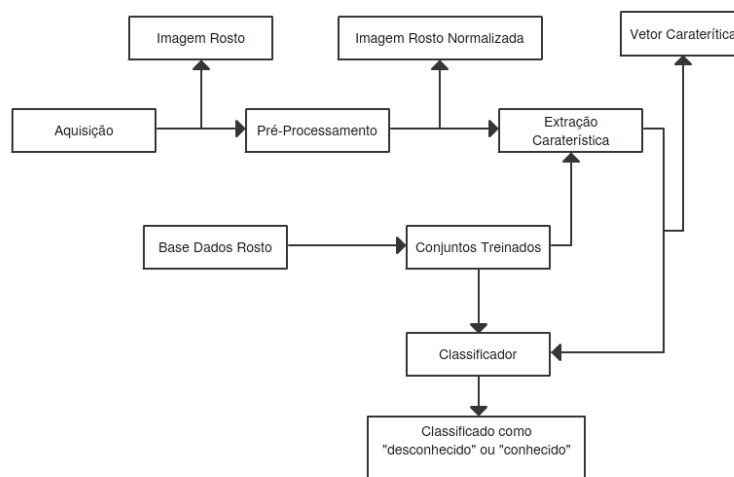 Imagem Rosto
Imagem Rosto Normalizada
Vetor Caraterítica
Aquisição
Pré-Processamento
Extração
Caraterística
Base Dados Rosto
Conjuntos Treinados
Classificador
Classificado como
"desconhecido" ou "conhecido"